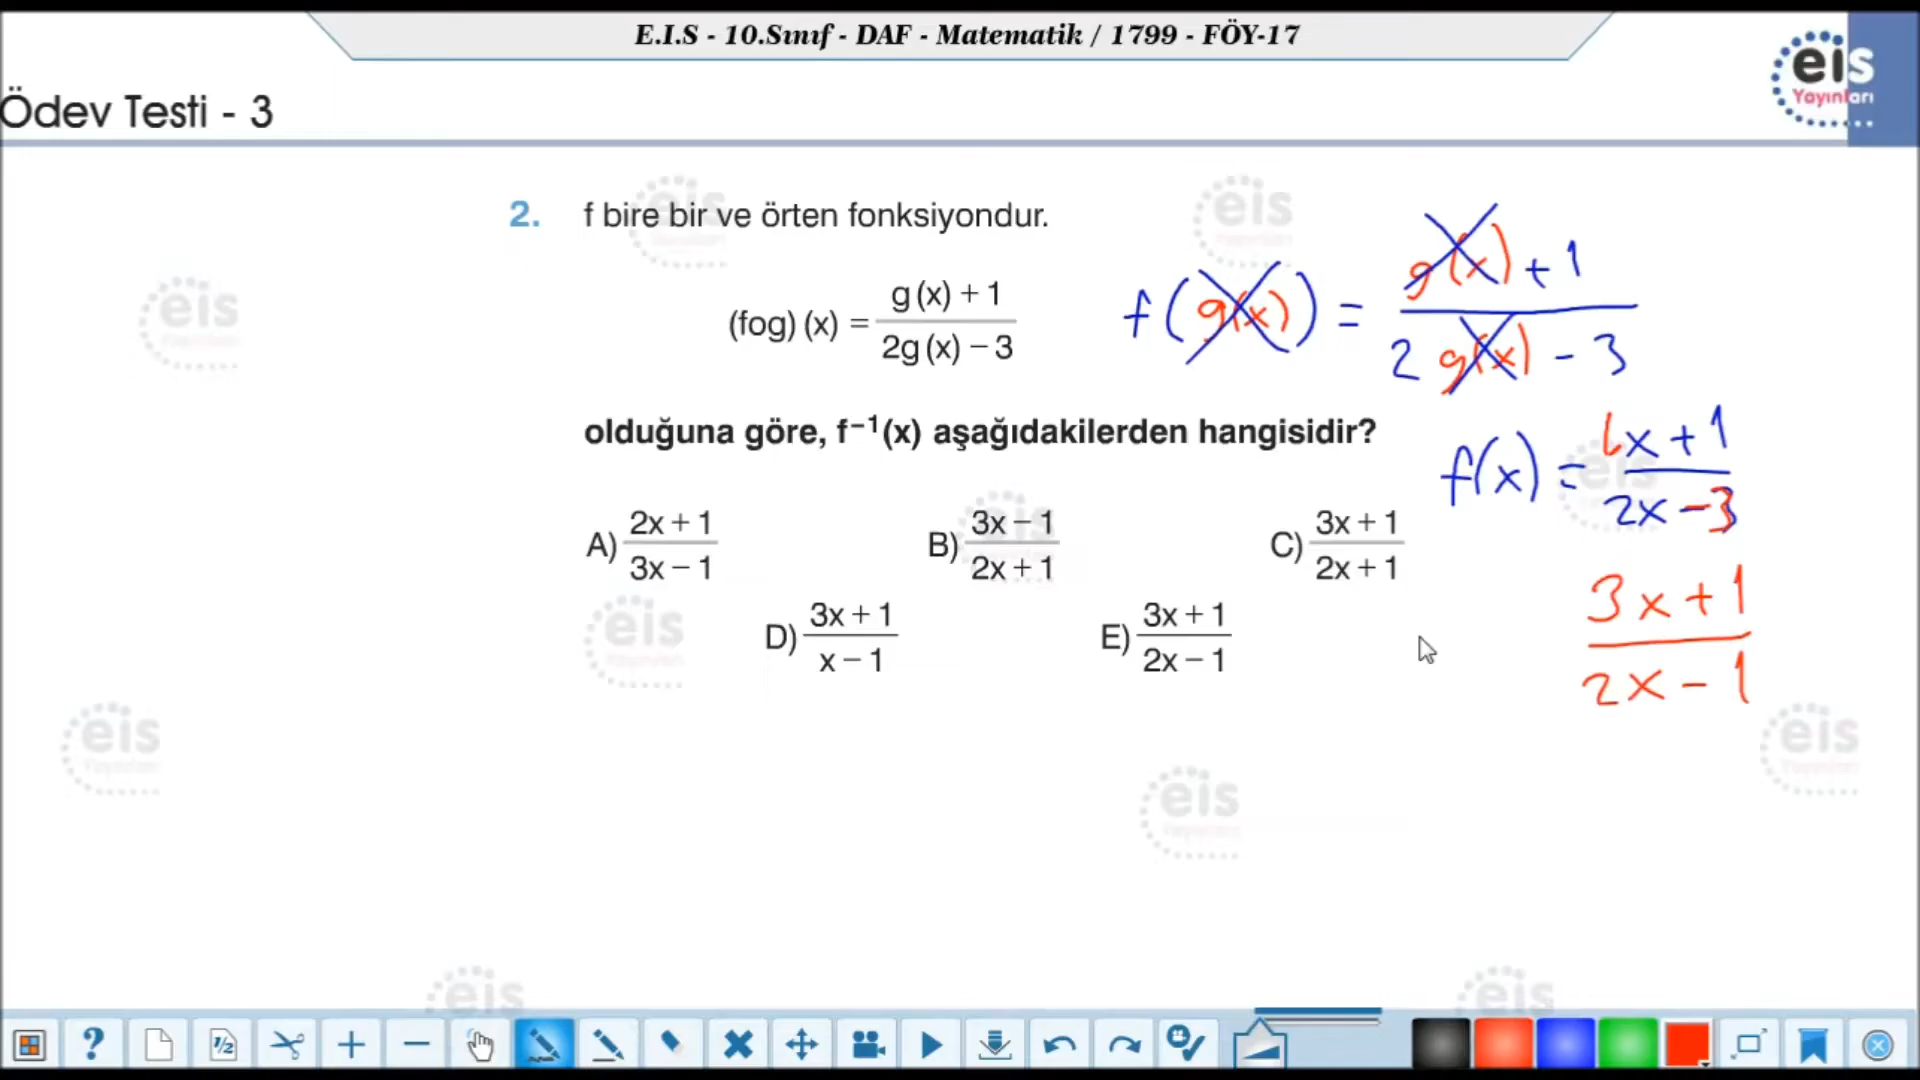 E.I.S - 10.Sınıf - DAF - Matematik / 1799 - FÖY-17
eis
Yayınları
Ödev Testi - 3
2. f bire bir ve örten fonksiyondur.
(fog) (x) = g (x) + 1 / 2g (x) − 3
f(g(x)) = g(x) + 1 / 2 g(x) - 3
olduğuna göre, f⁻¹(x) aşağıdakilerden hangisidir?
f(x) = x + 1 / 2x - 3
A) 2x + 1 / 3x − 1
B) 3x − 1 / 2x + 1
C) 3x + 1 / 2x + 1
D) 3x + 1 / x − 1
E) 3x + 1 / 2x − 1
3x + 1 / 2x - 1